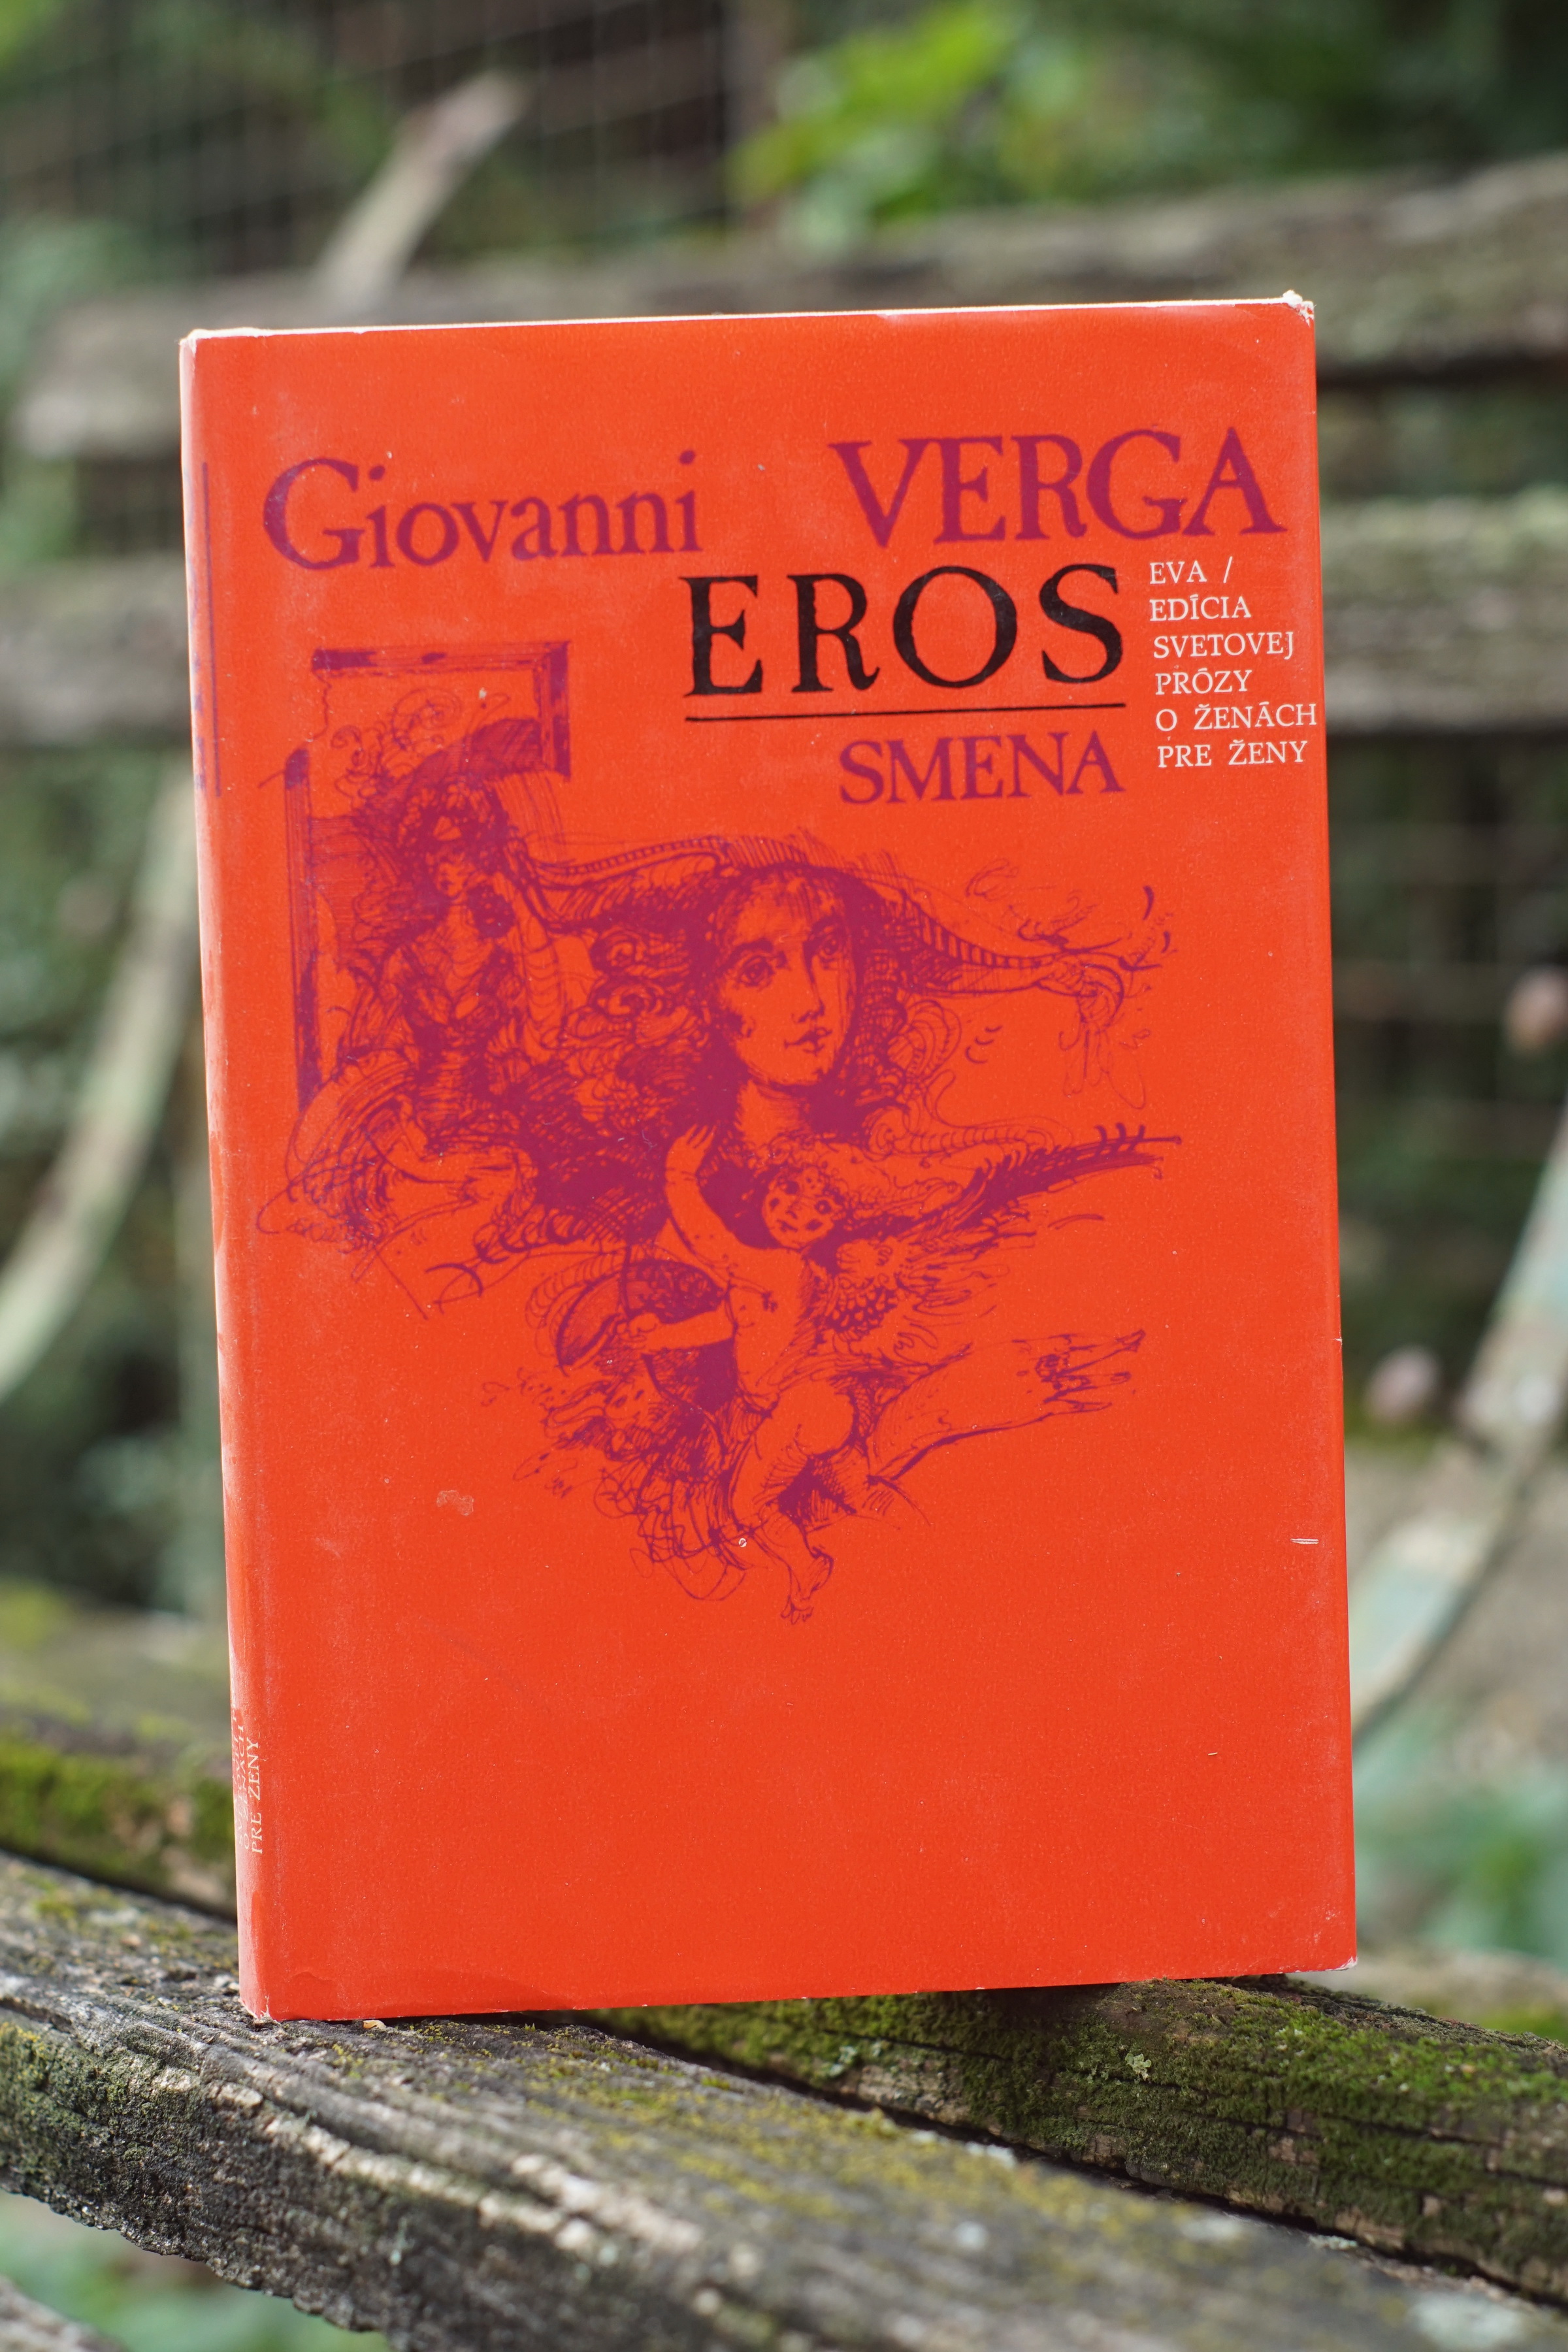 Giovanni VERGA
EROS
SMENA
EVA /
EDÍCIA
SVETOVEJ
PRÓZY
O ŽENÁCH
PRE ŽENY
PRE ŽENY